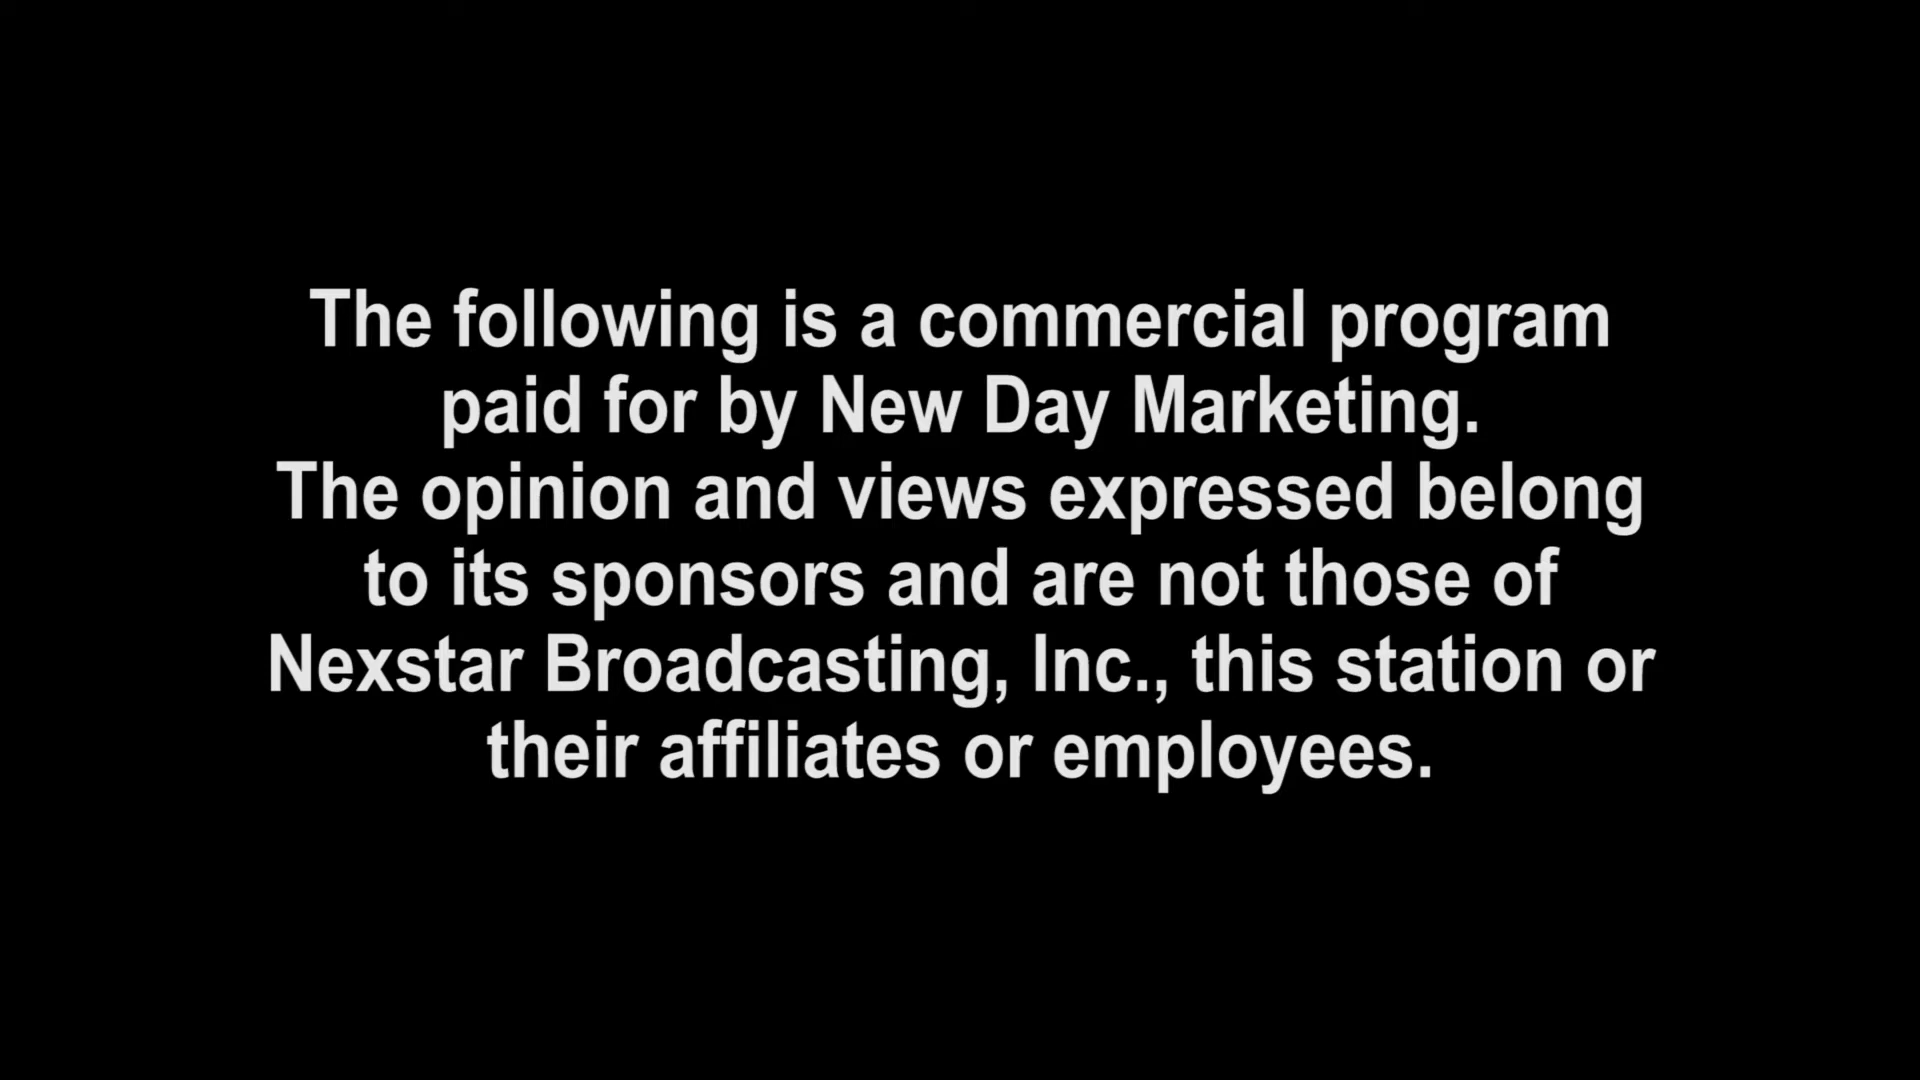 The following is a commercial program
paid for by New Day Marketing.
The opinion and views expressed belong
to its sponsors and are not those of
Nexstar Broadcasting, Inc., this station or
their affiliates or employees.